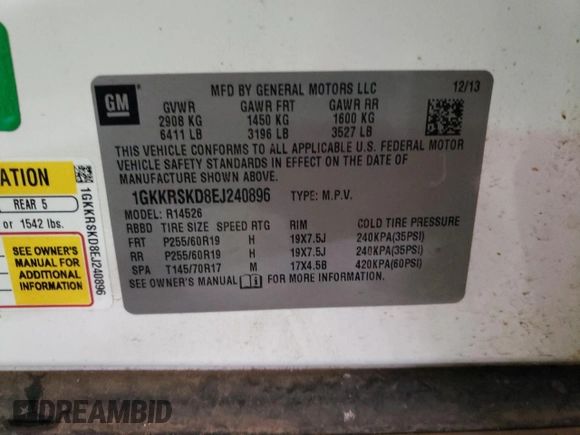 GM
MFD BY GENERAL MOTORS LLC
12/13
GVWR GAWR FRT GAWR RR
2908 KG 1450 KG 1600 KG
6411 LB 3196 LB 3527 LB
THIS VEHICLE CONFORMS TO ALL APPLICABLE U.S. FEDERAL MOTOR
VEHICLE SAFETY STANDARDS IN EFFECT ON THE DATE OF
MANUFACTURE SHOWN ABOVE.
1GKKRSKD8EJ240896 TYPE: M.P.V.
MODEL: R14526
RBBD TIRE SIZE SPEED RTG RIM COLD TIRE PRESSURE
FRT P255/60R19 H 19X7.5J 240KPA(35PSI)
RR P255/60R19 H 19X7.5J 240KPA(35PSI)
SPA T145/70R17 M 17X4.5B 420KPA(60PSI)
SEE OWNER'S MANUAL FOR MORE INFORMATION.
ATION
REAR 5
or 1542 lbs.
SEE OWNER'S
MANUAL FOR
ADDITIONAL
INFORMATION
1GKKRSKD8EJ240896
DREAMBID